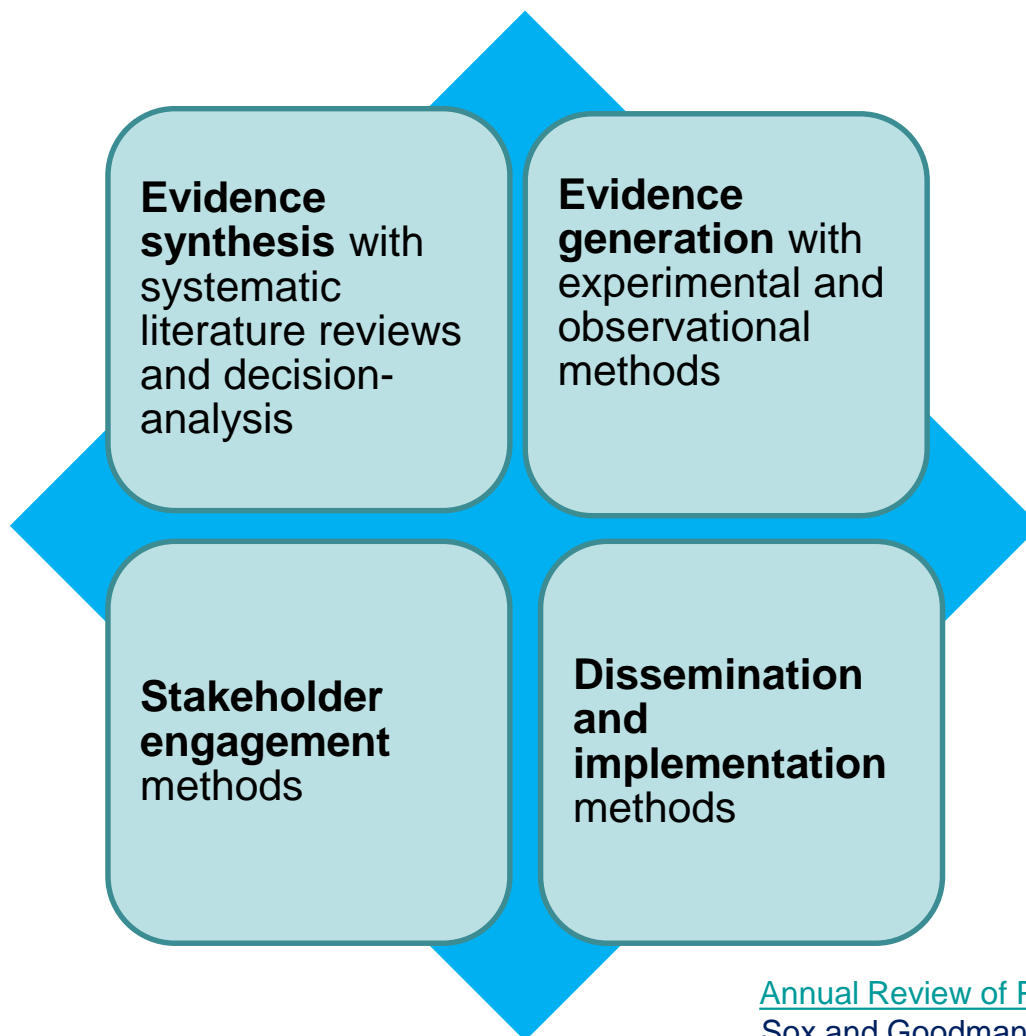 Evidence
synthesis with
systematic
literature reviews
and decision-
analysis
Evidence
generation with
experimental and
observational
methods
Stakeholder
engagement
methods
Dissemination
and
implementation
methods
Annual Review of
Sox and Goodman